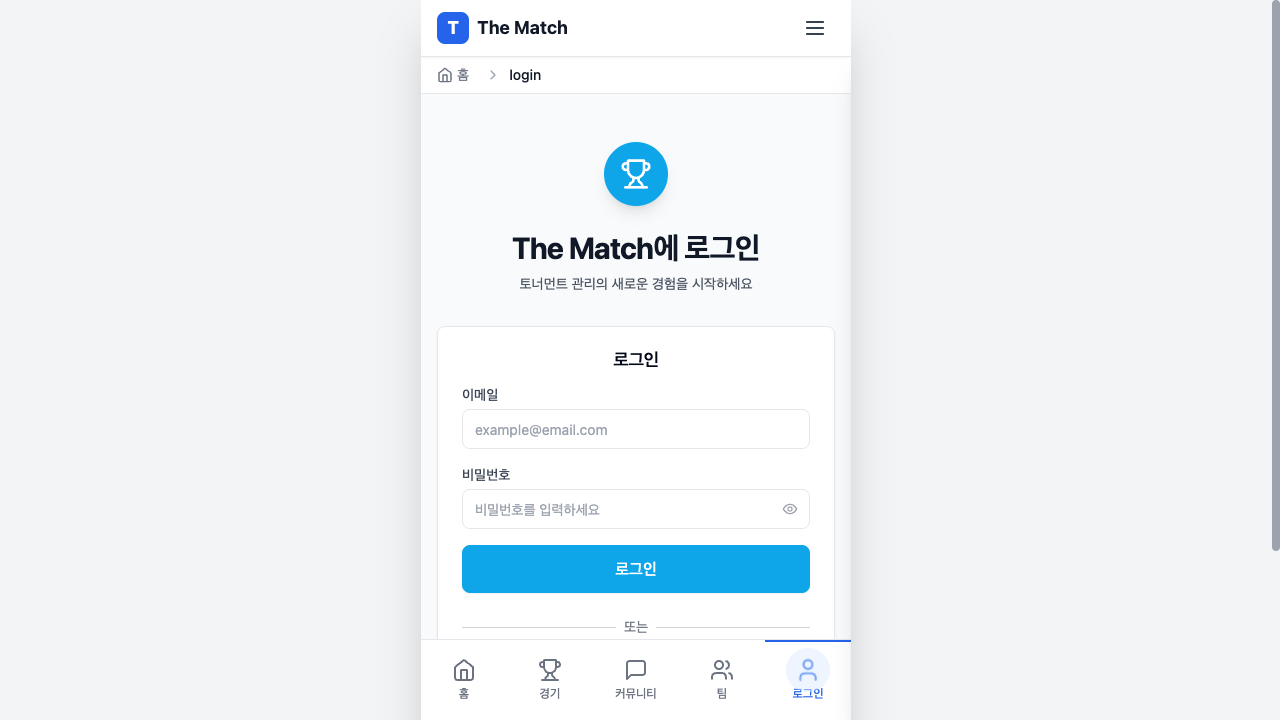 T The Match
홈 login
The Match에 로그인
토너먼트 관리의 새로운 경험을 시작하세요
로그인
이메일
example@email.com
비밀번호
비밀번호를 입력하세요
로그인
또는
홈 경기 커뮤니티 팀 로그인